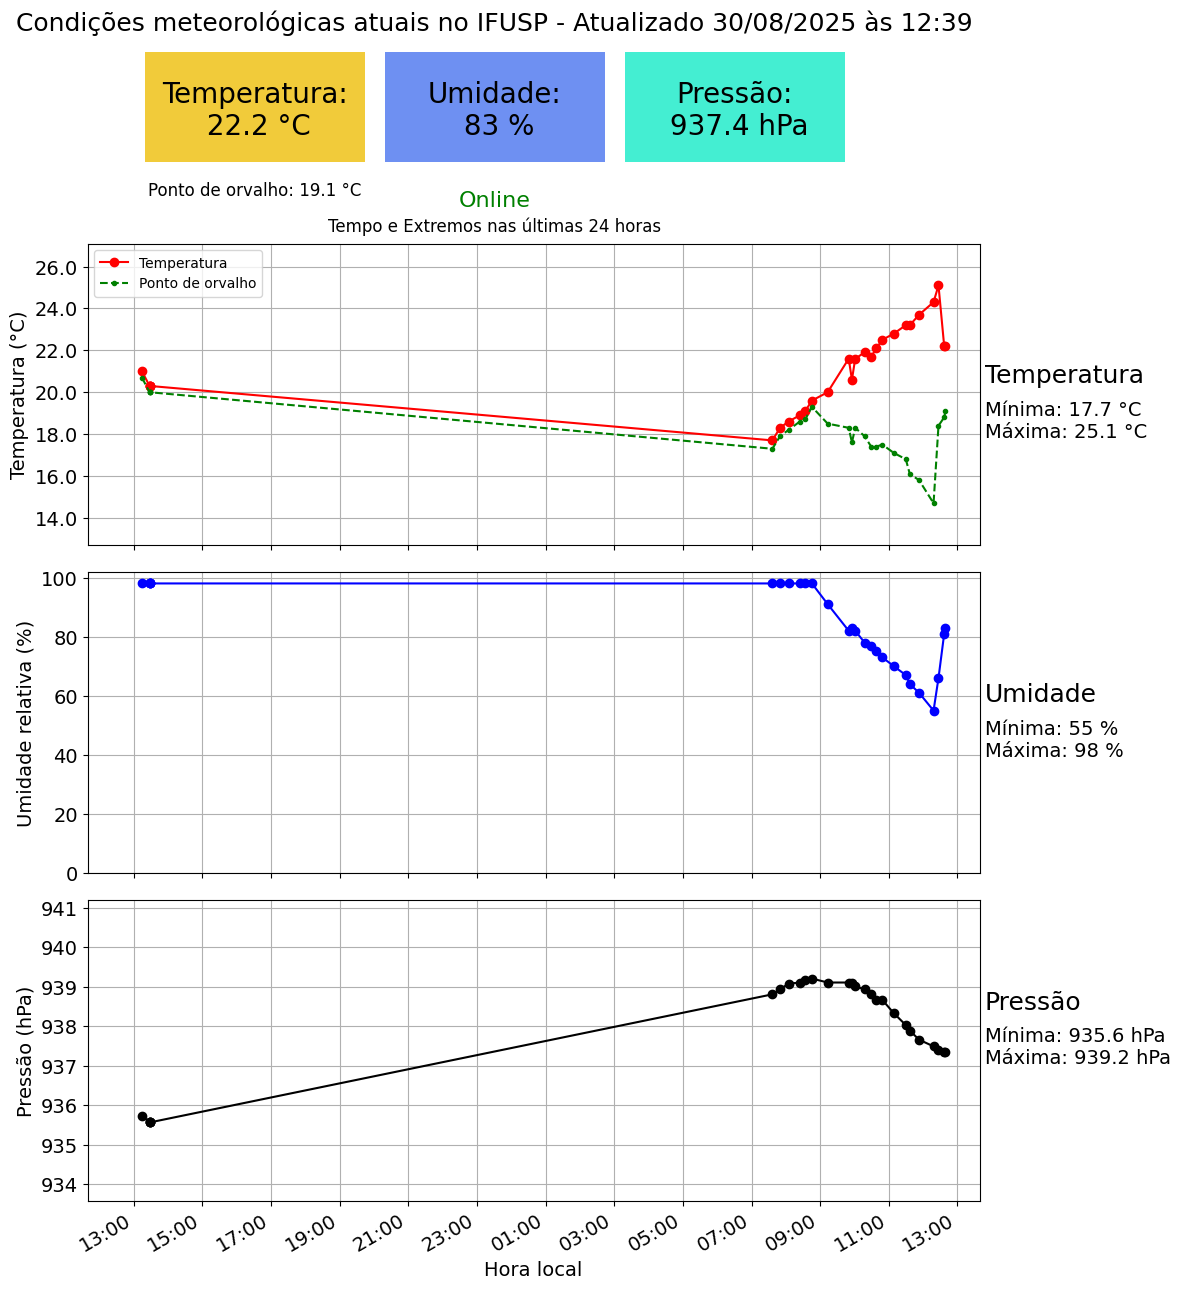 Condições meteorológicas atuais no IFUSP - Atualizado 30/08/2025 às 12:39
Temperatura:
22.2 °C
Umidade:
83 %
Pressão:
937.4 hPa
Ponto de orvalho: 19.1 °C
Online
Tempo e Extremos nas últimas 24 horas
Temperatura
Ponto de orvalho
Temperatura (°C)
26.0
24.0
22.0
20.0
18.0
16.0
14.0
Temperatura
Mínima: 17.7 °C
Máxima: 25.1 °C
Umidade relativa (%)
100
80
60
40
20
0
Umidade
Mínima: 55 %
Máxima: 98 %
Pressão (hPa)
941
940
939
938
937
936
935
934
Pressão
Mínima: 935.6 hPa
Máxima: 939.2 hPa
13:00
15:00
17:00
19:00
21:00
23:00
01:00
03:00
05:00
07:00
09:00
11:00
13:00
Hora local